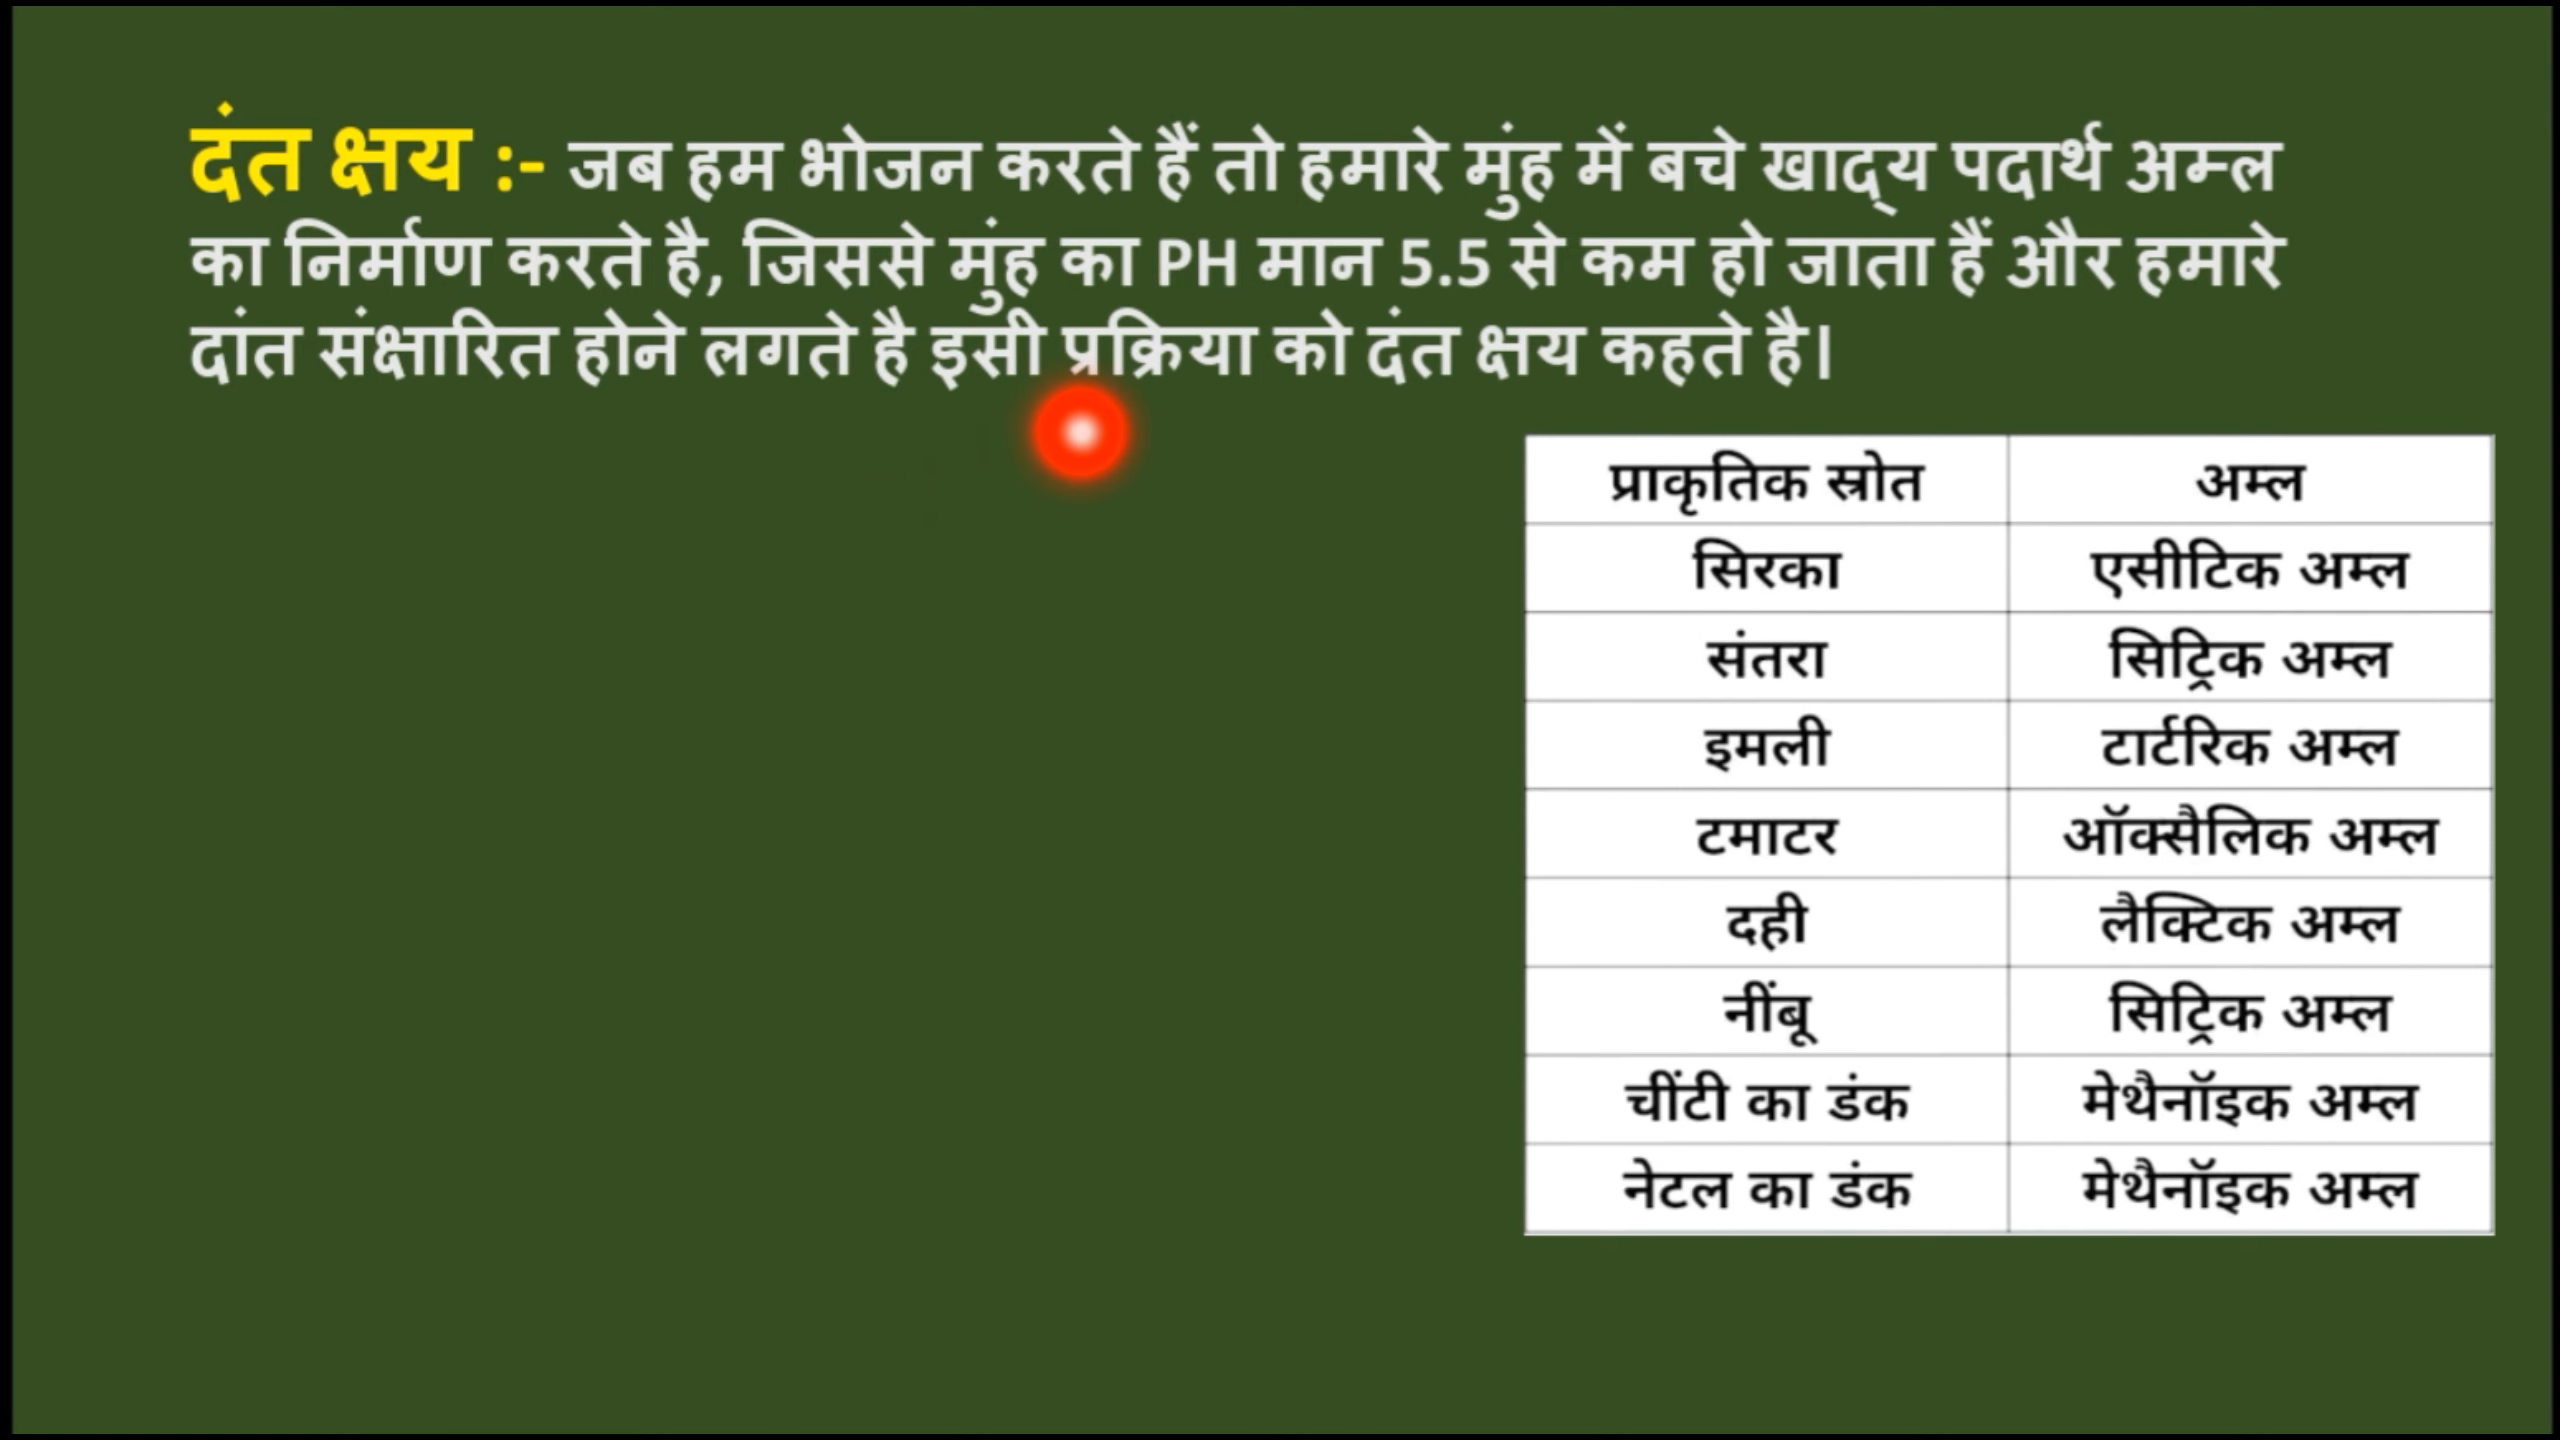 दंत क्षय :- जब हम भोजन करते हैं तो हमारे मुंह में बचे खाद्य पदार्थ अम्ल
का निर्माण करते है, जिससे मुंह का PH मान 5.5 से कम हो जाता हैं और हमारे
दांत संक्षारित होने लगते है इसी प्रक्रिया को दंत क्षय कहते है।
प्राकृतिक स्रोत अम्ल
सिरका एसीटिक अम्ल
संतरा सिट्रिक अम्ल
इमली टार्टरिक अम्ल
टमाटर ऑक्सैलिक अम्ल
दही लैक्टिक अम्ल
नींबू सिट्रिक अम्ल
चींटी का डंक मेथैनॉइक अम्ल
नेटल का डंक मेथैनॉइक अम्ल